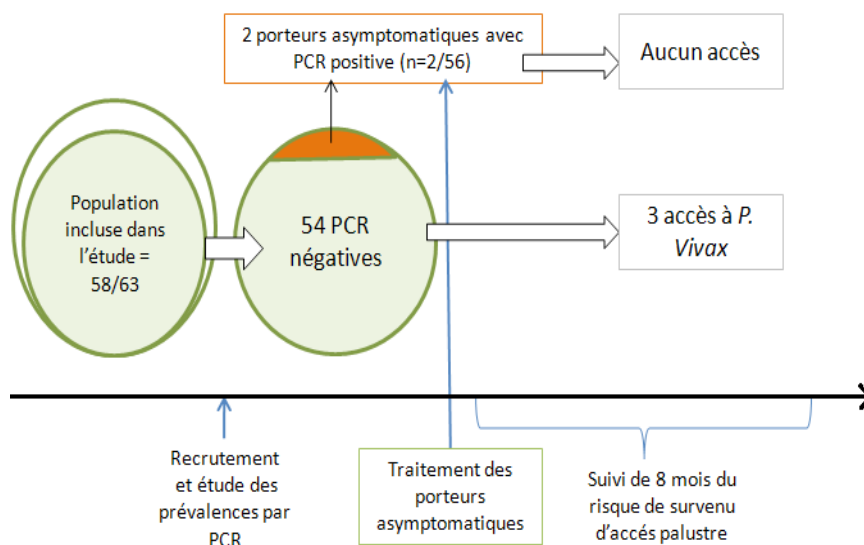 2 porteurs asymptomatiques avec
PCR positive (n=2/56)
Aucun accès
Population
incluse dans
l'étude =
58/63
54 PCR
négatives
3 accès à P.
Vivax
Recrutement
et étude des
prévalences par
PCR
Traitement des
porteurs
asymptomatiques
Suivi de 8 mois du
risque de survenu
d'accés palustre